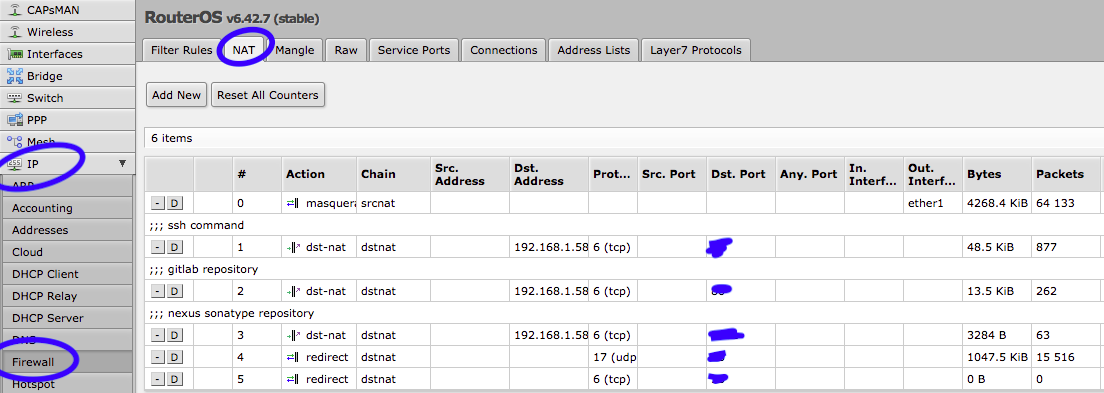 CAPsMAN
Wireless
Interfaces
Bridge
Switch
PPP
Mesh
IP
ARP
Accounting
Addresses
Cloud
DHCP Client
DHCP Relay
DHCP Server
DNS
Firewall
Hotspot
RouterOS v6.42.7 (stable)
Filter Rules NAT Mangle Raw Service Ports Connections Address Lists Layer7 Protocols
Add New Reset All Counters
6 items
# Action Chain Src. Address Dst. Address Prot... Src. Port Dst. Port Any. Port In. Interf... Out. Interf... Bytes Packets
- D 0 masquera srcnat ether1 4268.4 KiB 64 133
;;; ssh command
- D 1 dst-nat dstnat 192.168.1.58 6 (tcp) 48.5 KiB 877
;;; gitlab repository
- D 2 dst-nat dstnat 192.168.1.58 6 (tcp) 13.5 KiB 262
;;; nexus sonatype repository
- D 3 dst-nat dstnat 192.168.1.58 6 (tcp) 3284 B 63
- D 4 redirect dstnat 17 (udp 1047.5 KiB 15 516
- D 5 redirect dstnat 6 (tcp) 0 B 0